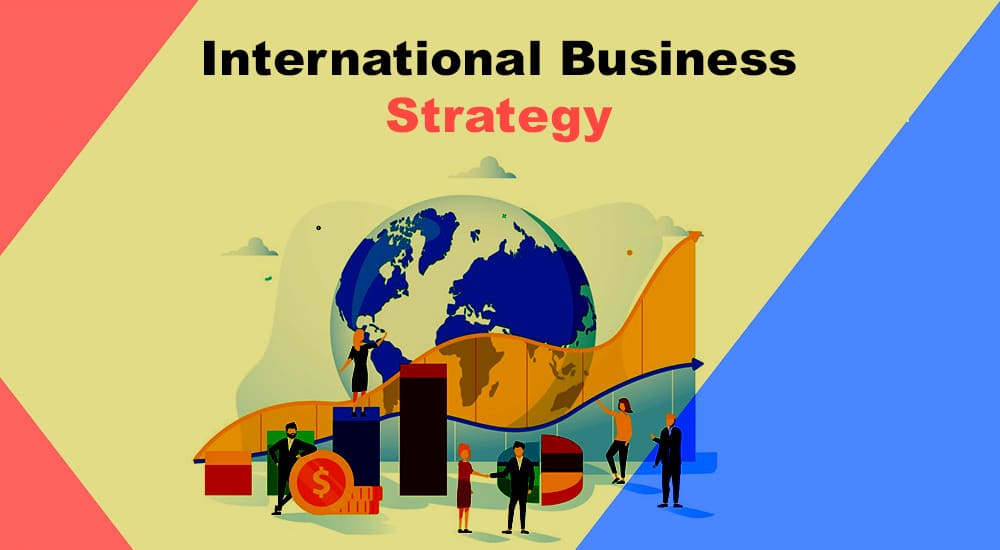 International Business
Strategy
$